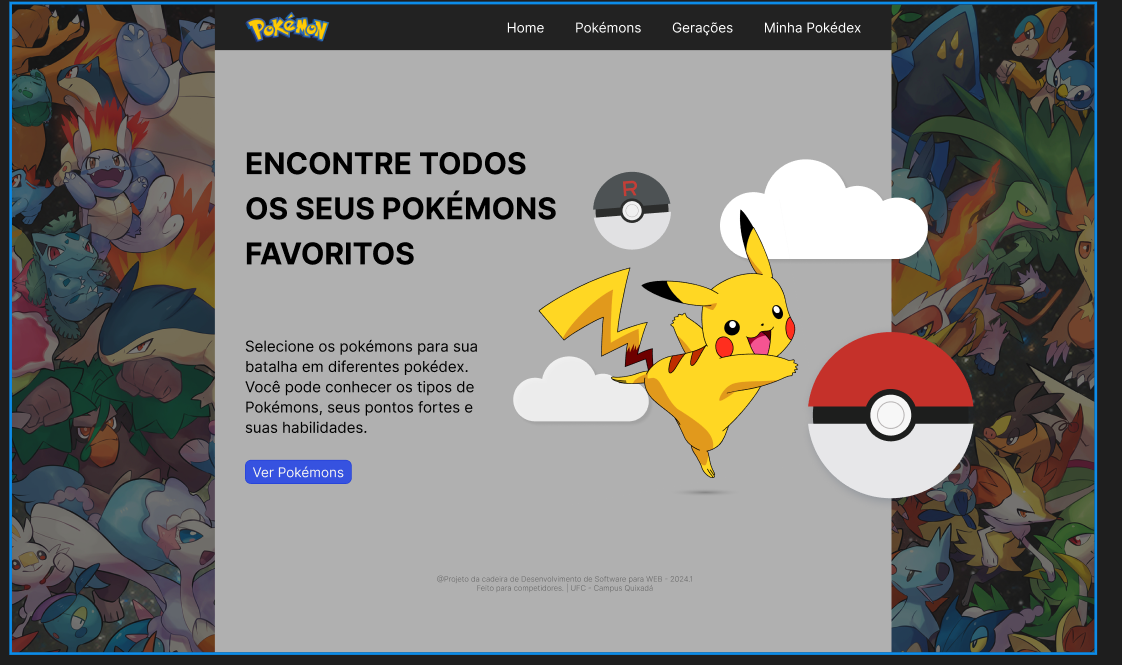 POKéMON
Home Pokémons Gerações Minha Pokédex
ENCONTRE TODOS
OS SEUS POKÉMONS
FAVORITOS
R
Selecione os pokémons para sua
batalha em diferentes pokédex.
Você pode conhecer os tipos de
Pokémons, seus pontos fortes e
suas habilidades.
Ver Pokémons
@Projeto da cadeira de Desenvolvimento de Software para WEB - 2024.1
Feito para competidores. | UFC - Campus Quixadá